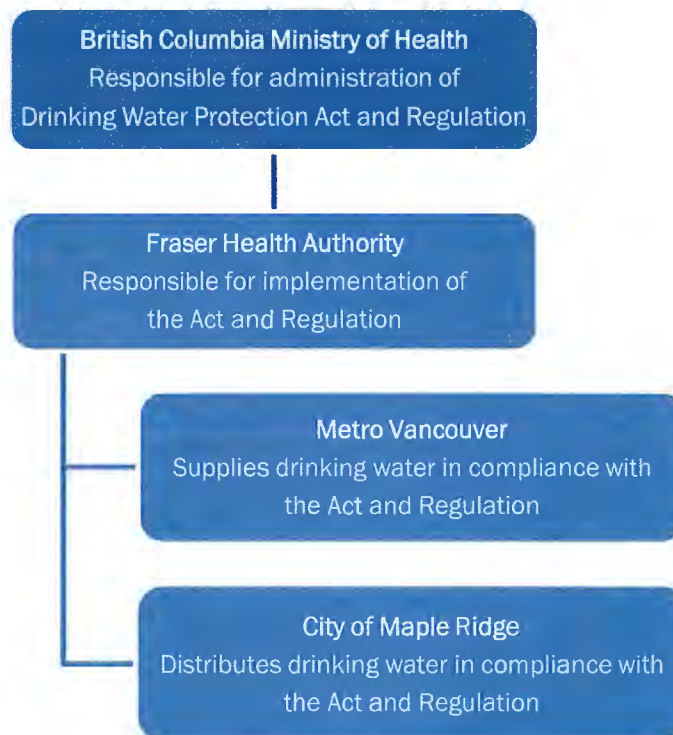 British Columbia Ministry of Health
Responsible for administration of
Drinking Water Protection Act and Regulation
Fraser Health Authority
Responsible for implementation of
the Act and Regulation
Metro Vancouver
Supplies drinking water in compliance with
the Act and Regulation
City of Maple Ridge
Distributes drinking water in compliance with
the Act and Regulation